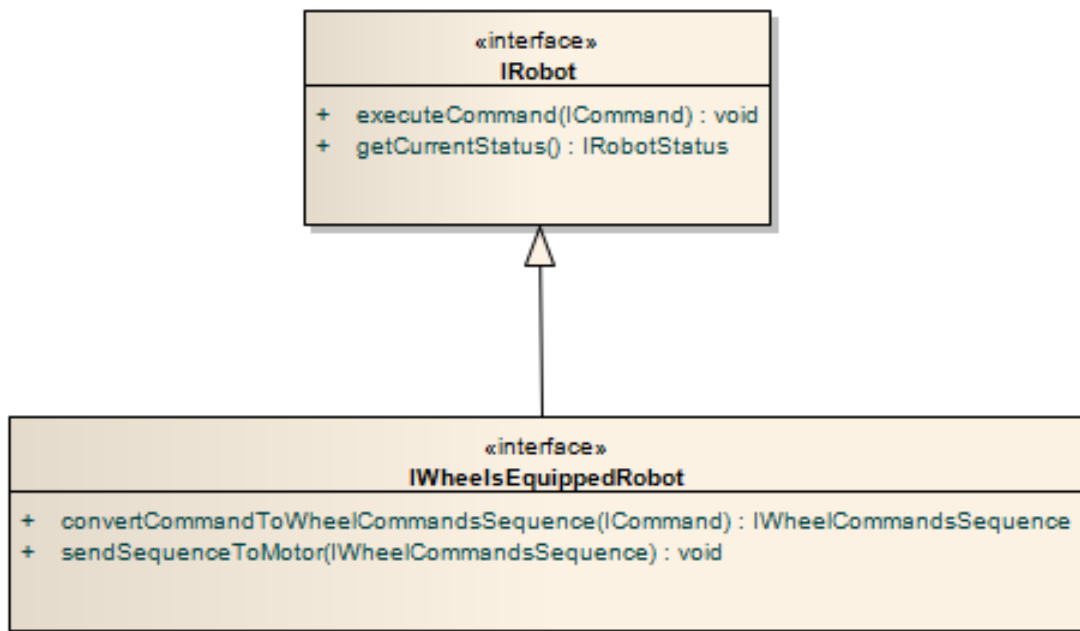 «interface»
IRobot
+ executeCommand(ICommand) : void
+ getCurrentStatus() : IRobotStatus
«interface»
IWheelsEquippedRobot
+ convertCommandToWheelCommandsSequence(ICommand) : IWheelCommandsSequence
+ sendSequenceToMotor(IWheelCommandsSequence) : void